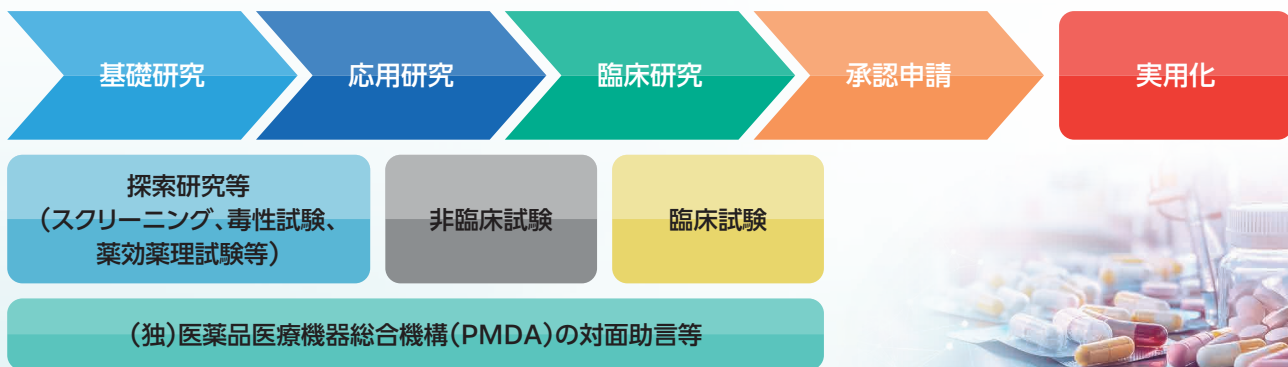 基礎研究
応用研究
臨床研究
承認申請
実用化
探索研究等
（スクリーニング、毒性試験、
薬効薬理試験等）
非臨床試験
臨床試験
（独）医薬品医療機器総合機構（PMDA）の対面助言等